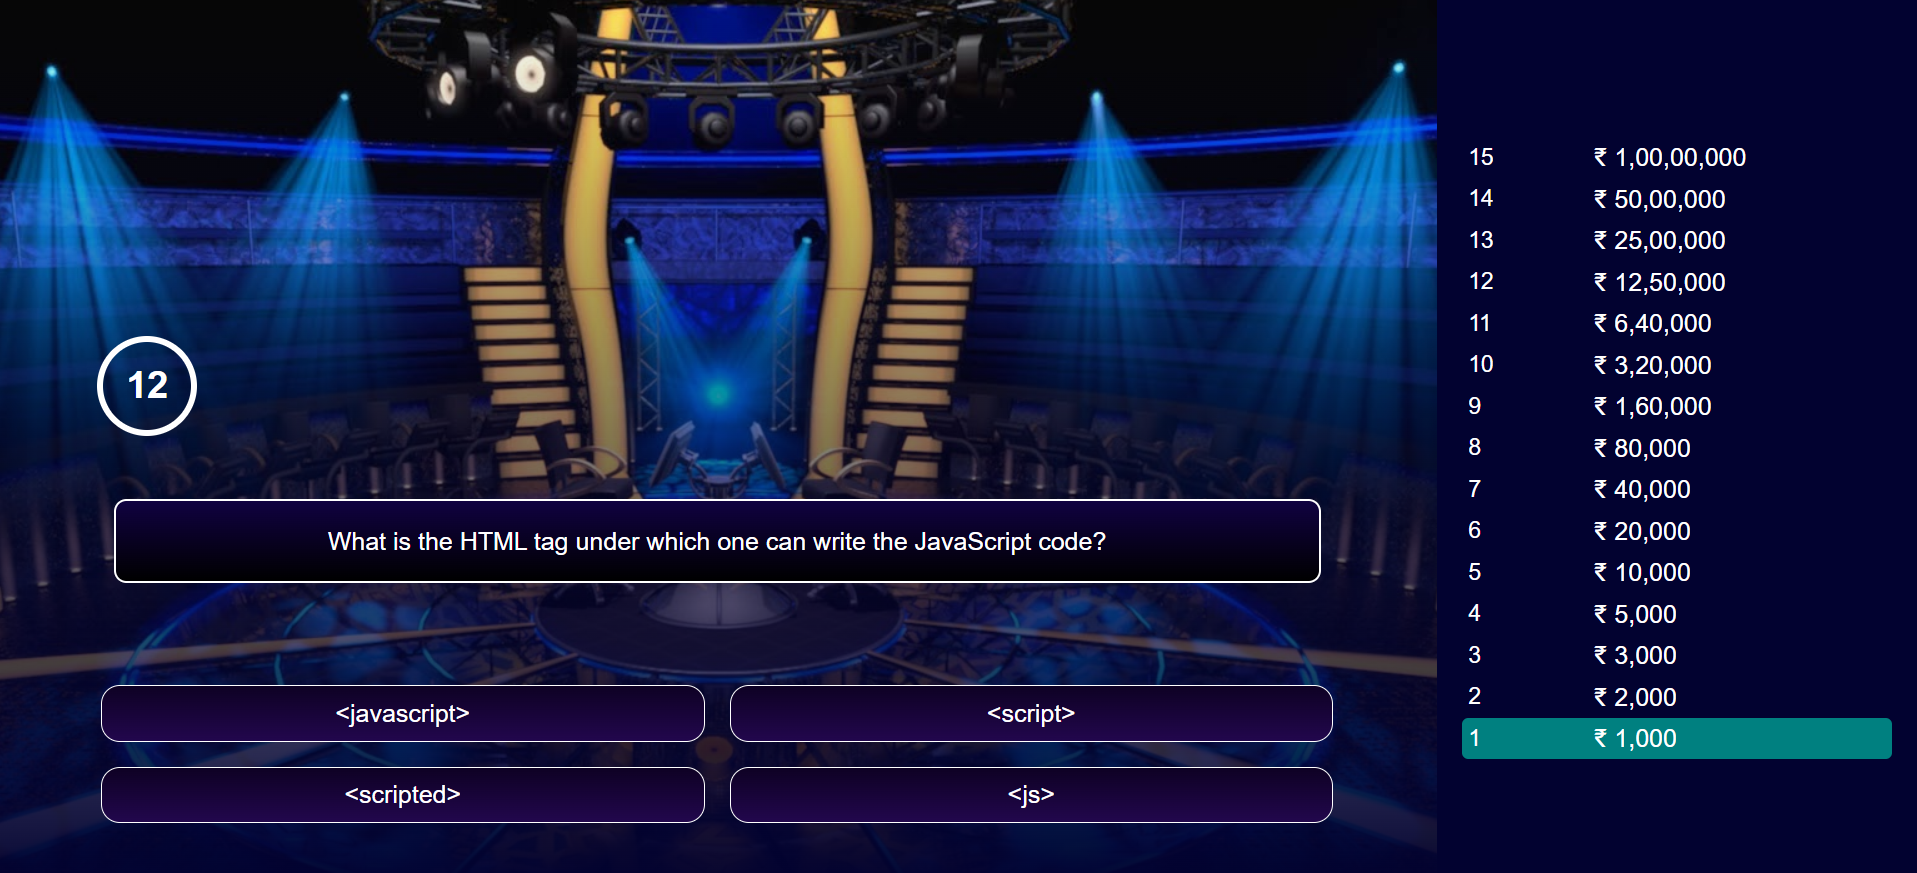 12
What is the HTML tag under which one can write the JavaScript code?
<javascript>
<script>
<scripted>
<js>
15 ₹ 1,00,00,000
14 ₹ 50,00,000
13 ₹ 25,00,000
12 ₹ 12,50,000
11 ₹ 6,40,000
10 ₹ 3,20,000
9 ₹ 1,60,000
8 ₹ 80,000
7 ₹ 40,000
6 ₹ 20,000
5 ₹ 10,000
4 ₹ 5,000
3 ₹ 3,000
2 ₹ 2,000
1 ₹ 1,000